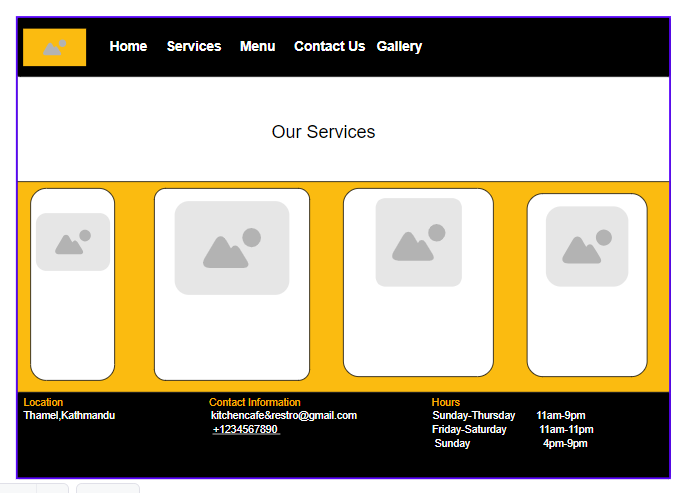 Home Services Menu Contact Us Gallery
Our Services
Location
Thamel,Kathmandu
Contact Information
kitchencafe&restro@gmail.com
+1234567890
Hours
Sunday-Thursday 11am-9pm
Friday-Saturday 11am-11pm
Sunday 4pm-9pm